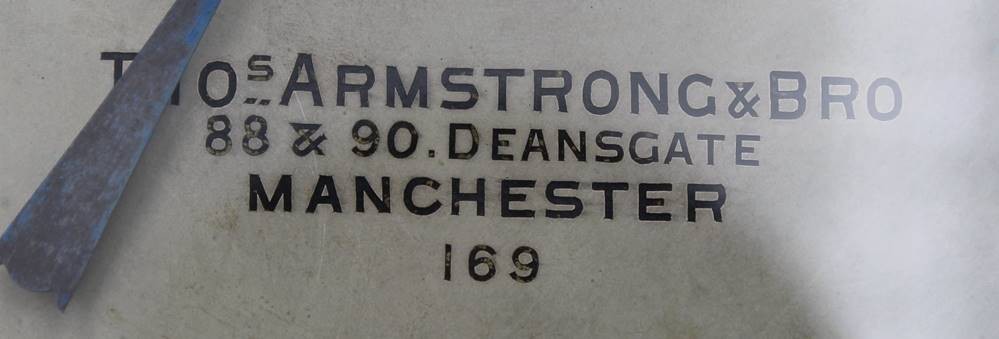 THOS ARMSTRONG & BRO
88 & 90. DEANSGATE
MANCHESTER
169